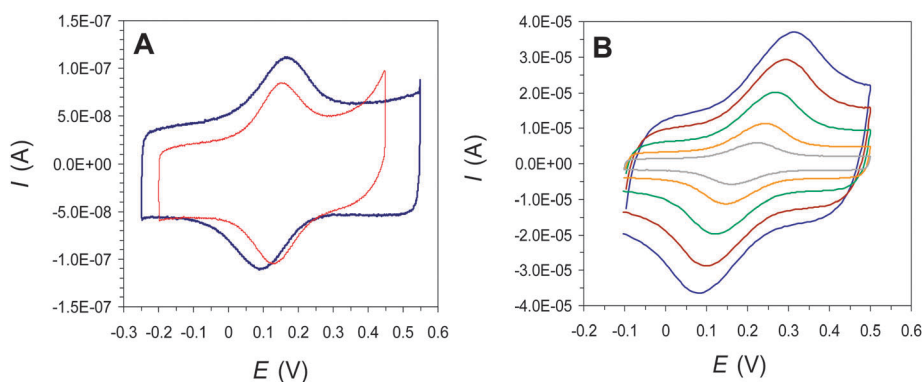 A
I (A)
1.5E-07
1.0E-07
5.0E-08
0.0E+00
-5.0E-08
-1.0E-07
-1.5E-07
-0.3 -0.2 -0.1 0 0.1 0.2 0.3 0.4 0.5 0.6
E (V)
B
I (A)
4.0E-05
3.0E-05
2.0E-05
1.0E-05
0.0E+00
-1.0E-05
-2.0E-05
-3.0E-05
-4.0E-05
-0.2 -0.1 0 0.1 0.2 0.3 0.4 0.5 0.6
E (V)